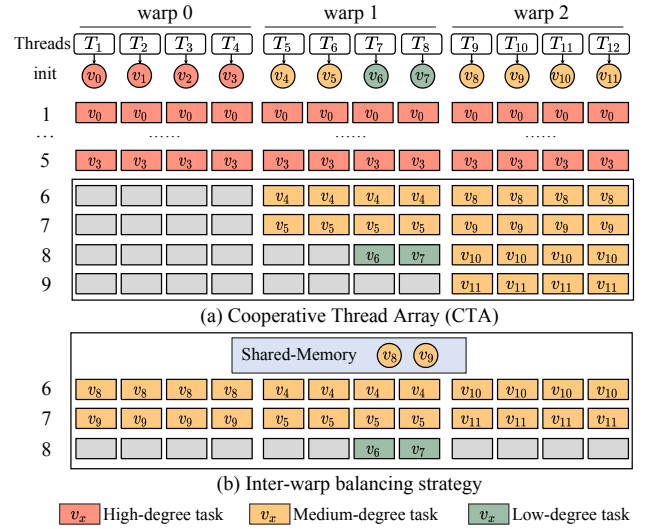 warp 0 warp 1 warp 2
Threads T1 T2 T3 T4 T5 T6 T7 T8 T9 T10 T11 T12
init v0 v1 v2 v3 v4 v5 v6 v7 v8 v9 v10 v11
1 v0 v0 v0 v0 v0 v0 v0 v0 v0 v0 v0 v0
... ...... ...... ......
5 v3 v3 v3 v3 v3 v3 v3 v3 v3 v3 v3 v3
6 v4 v4 v4 v4 v8 v8 v8 v8
7 v5 v5 v5 v5 v9 v9 v9 v9
8 v6 v7 v10 v10 v10 v10
9 v11 v11 v11 v11
(a) Cooperative Thread Array (CTA)
Shared-Memory v8 v9
6 v8 v8 v8 v8 v4 v4 v4 v4 v10 v10 v10 v10
7 v9 v9 v9 v9 v5 v5 v5 v5 v11 v11 v11 v11
8 v6 v7
(b) Inter-warp balancing strategy
vx High-degree task vx Medium-degree task vx Low-degree task